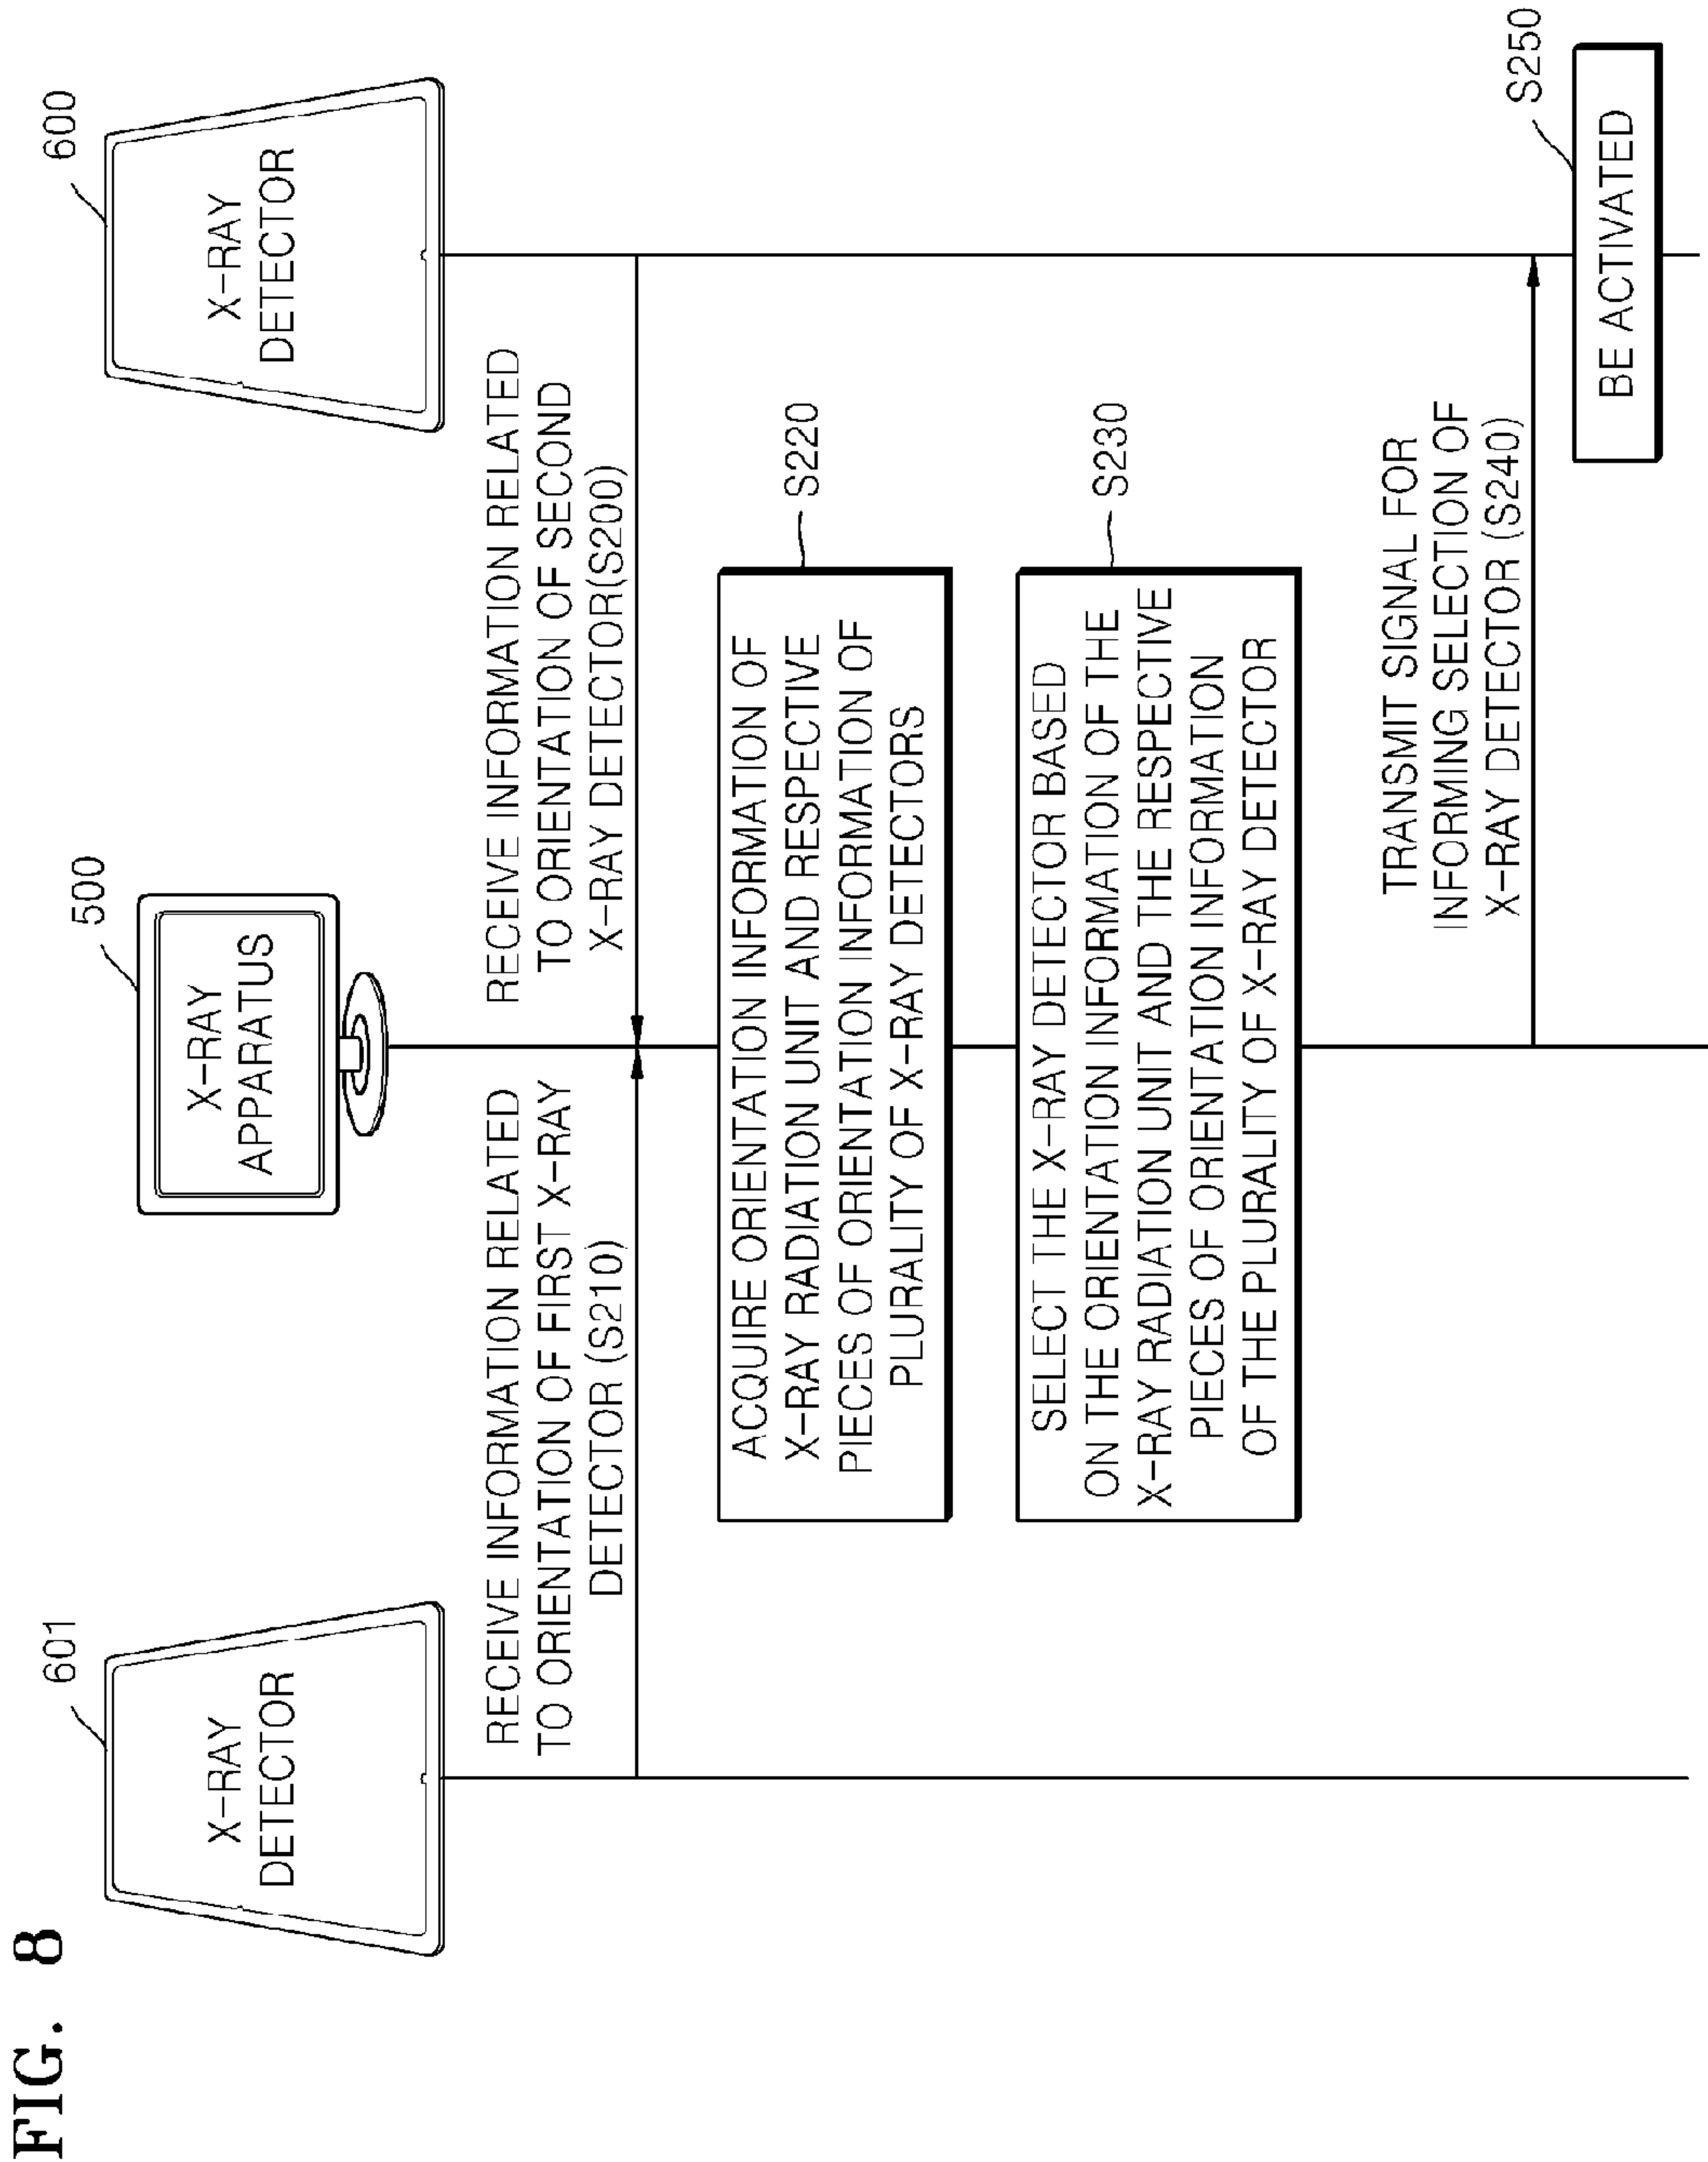 FIG. 8
601
500
600
X-RAY
DETECTOR
X-RAY
APPARATUS
X-RAY
DETECTOR
RECEIVE INFORMATION RELATED
TO ORIENTATION OF FIRST X-RAY
DETECTOR (S210)
RECEIVE INFORMATION RELATED
TO ORIENTATION OF SECOND
X-RAY DETECTOR(S200)
S220
ACQUIRE ORIENTATION INFORMATION OF
X-RAY RADIATION UNIT AND RESPECTIVE
PIECES OF ORIENTATION INFORMATION OF
PLURALITY OF X-RAY DETECTORS
S230
SELECT THE X-RAY DETECTOR BASED
ON THE ORIENTATION INFORMATION OF THE
X-RAY RADIATION UNIT AND THE RESPECTIVE
PIECES OF ORIENTATION INFORMATION
OF THE PLURALITY OF X-RAY DETECTOR
TRANSMIT SIGNAL FOR
INFORMING SELECTION OF
X-RAY DETECTOR (S240)
S250
BE ACTIVATED